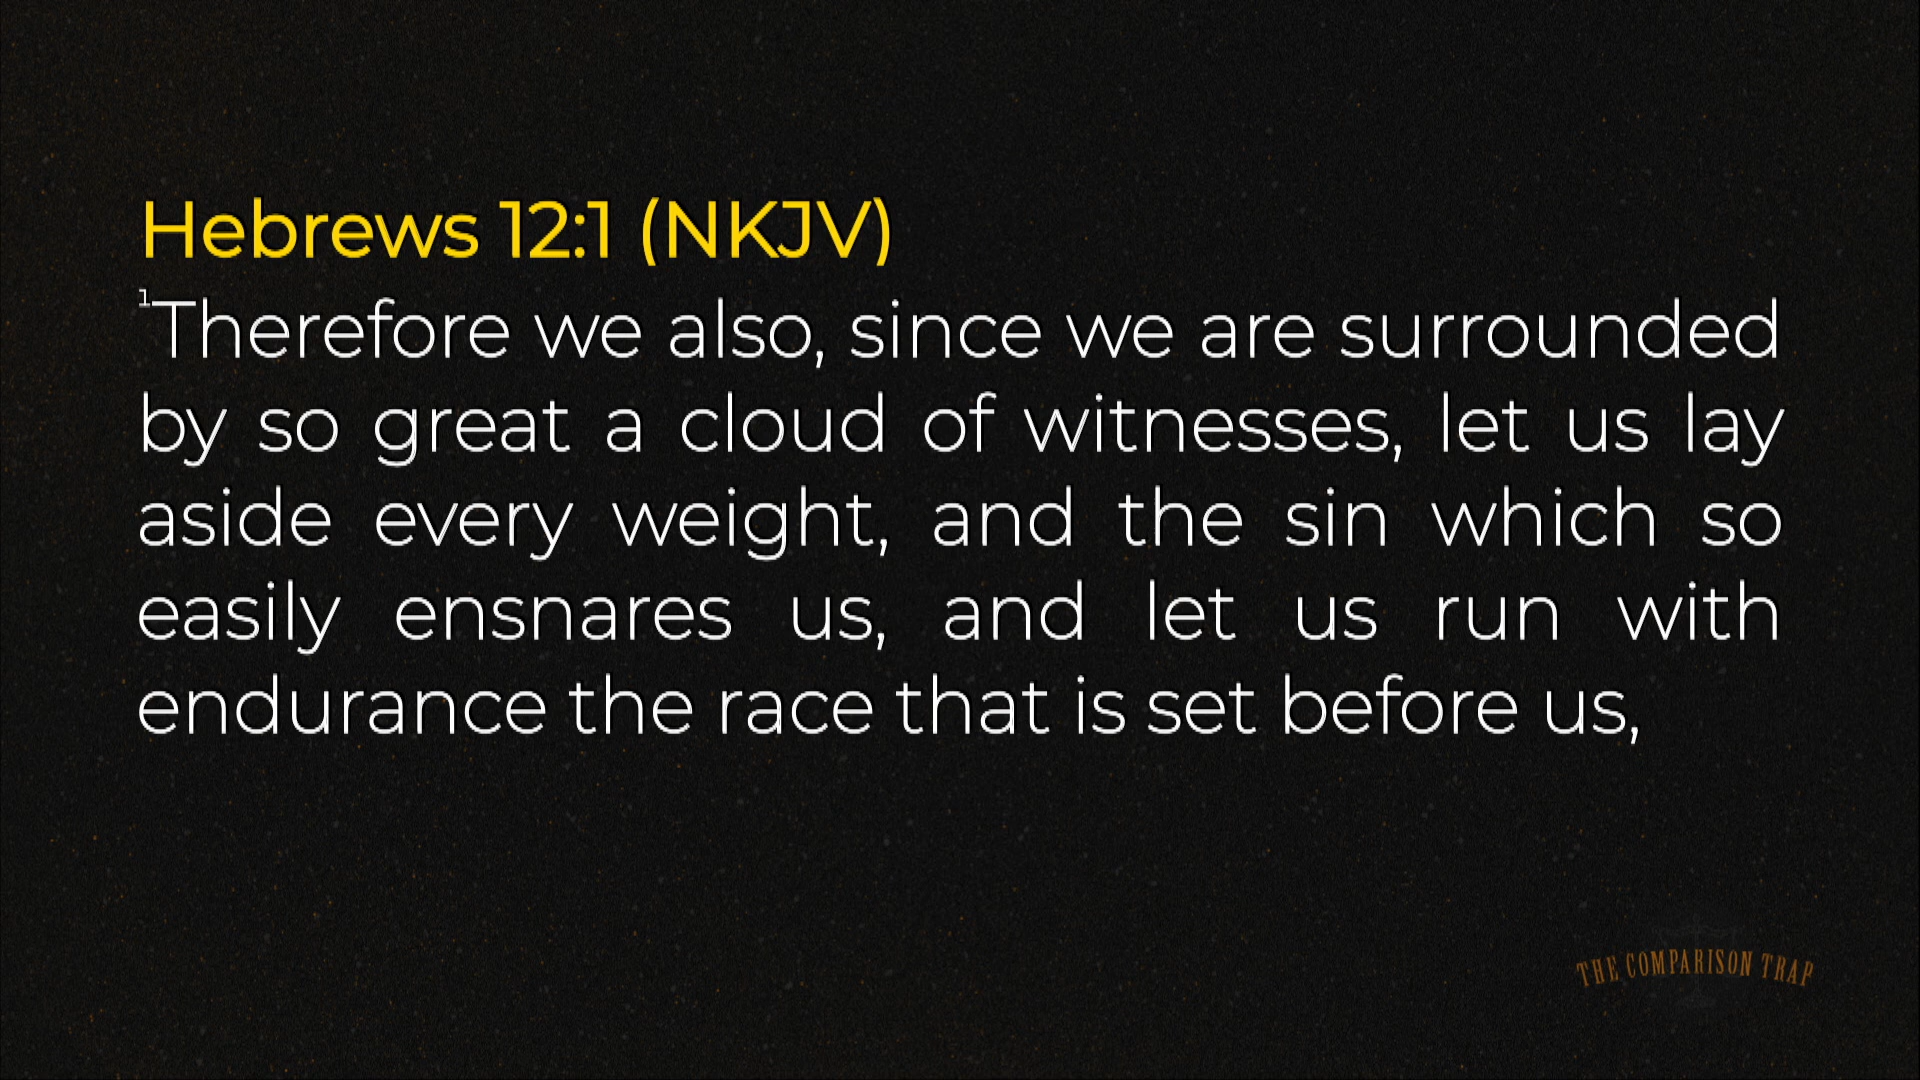 Hebrews 12:1 (NKJV)
¹Therefore we also, since we are surrounded
by so great a cloud of witnesses, let us lay
aside every weight, and the sin which so
easily ensnares us, and let us run with
endurance the race that is set before us,
THE COMPARISON TRAP